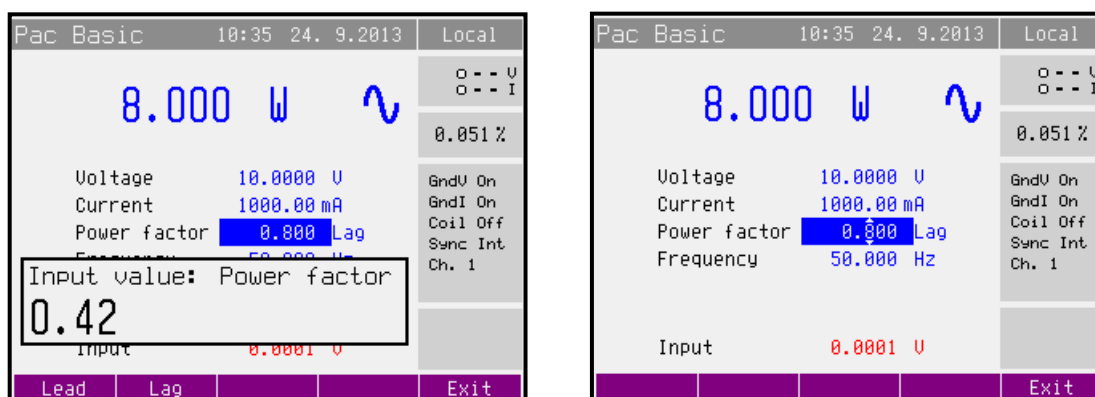 Pac Basic 10:35 24. 9.2013 Local
o-- V
o-- I
8.000 W
0.051 %
Voltage 10.0000 V
Current 1000.00 mA
Power factor 0.800 Lag
GndV On
GndI On
Coil Off
Sync Int
Ch. 1
Input value: Power factor
0.42
Input 0.0001 V
Lead Lag Exit
Pac Basic 10:35 24. 9.2013 Local
o-- V
o-- I
8.000 W
0.051 %
Voltage 10.0000 V
Current 1000.00 mA
Power factor 0.800 Lag
Frequency 50.000 Hz
GndV On
GndI On
Coil Off
Sync Int
Ch. 1
Input 0.0001 V
Exit